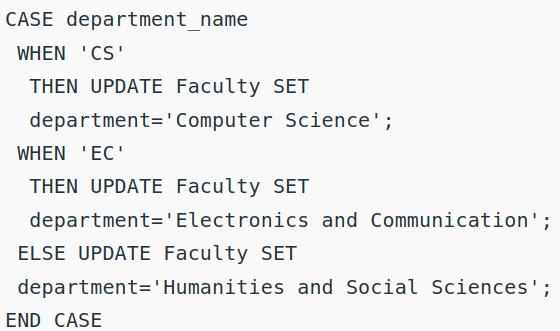 CASE department_name
WHEN 'CS'
THEN UPDATE Faculty SET
department='Computer Science';
WHEN 'EC'
THEN UPDATE Faculty SET
department='Electronics and Communication';
ELSE UPDATE Faculty SET
department='Humanities and Social Sciences';
END CASE